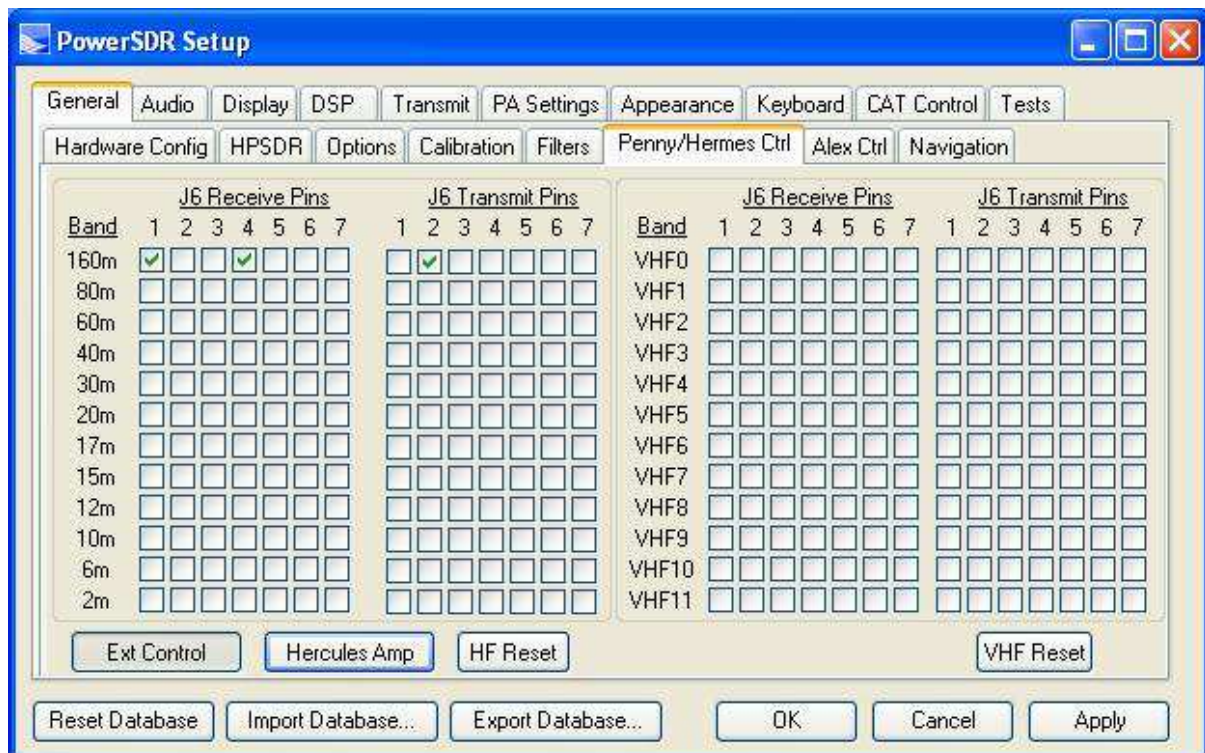 PowerSDR Setup
General Audio Display DSP Transmit PA Settings Appearance Keyboard CAT Control Tests
Hardware Config HPSDR Options Calibration Filters Penny/Hermes Ctrl Alex Ctrl Navigation
J6 Receive Pins J6 Transmit Pins J6 Receive Pins J6 Transmit Pins
Band 1 2 3 4 5 6 7 1 2 3 4 5 6 7 Band 1 2 3 4 5 6 7 1 2 3 4 5 6 7
160m VHF0
80m VHF1
60m VHF2
40m VHF3
30m VHF4
20m VHF5
17m VHF6
15m VHF7
12m VHF8
10m VHF9
6m VHF10
2m VHF11
Ext Control Hercules Amp HF Reset VHF Reset
Reset Database Import Database... Export Database... OK Cancel Apply